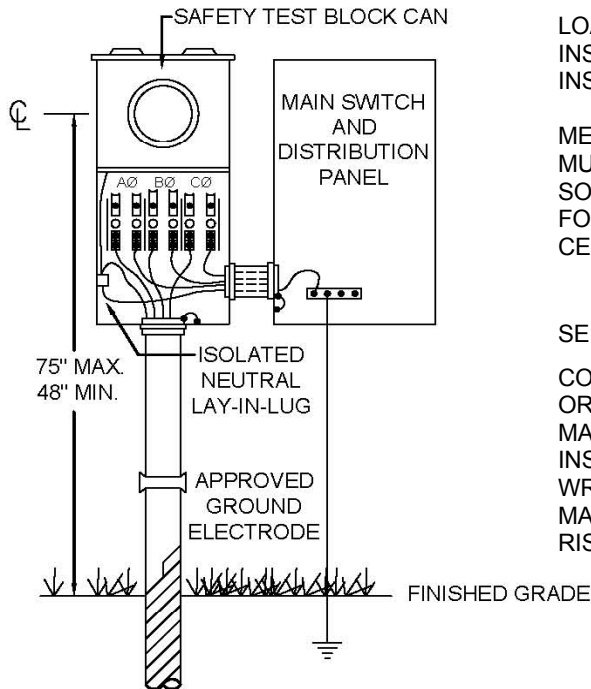 SAFETY TEST BLOCK CAN
℄
MAIN SWITCH
AND
DISTRIBUTION
PANEL
AØ BØ CØ
75" MAX.
48" MIN.
ISOLATED
NEUTRAL
LAY-IN-LUG
APPROVED
GROUND
ELECTRODE
FINISHED GRADE
LOA
INS
INS
ME
MU
SO
FO
CE
SE
CO
OR
MA
INS
WR
MA
RIS